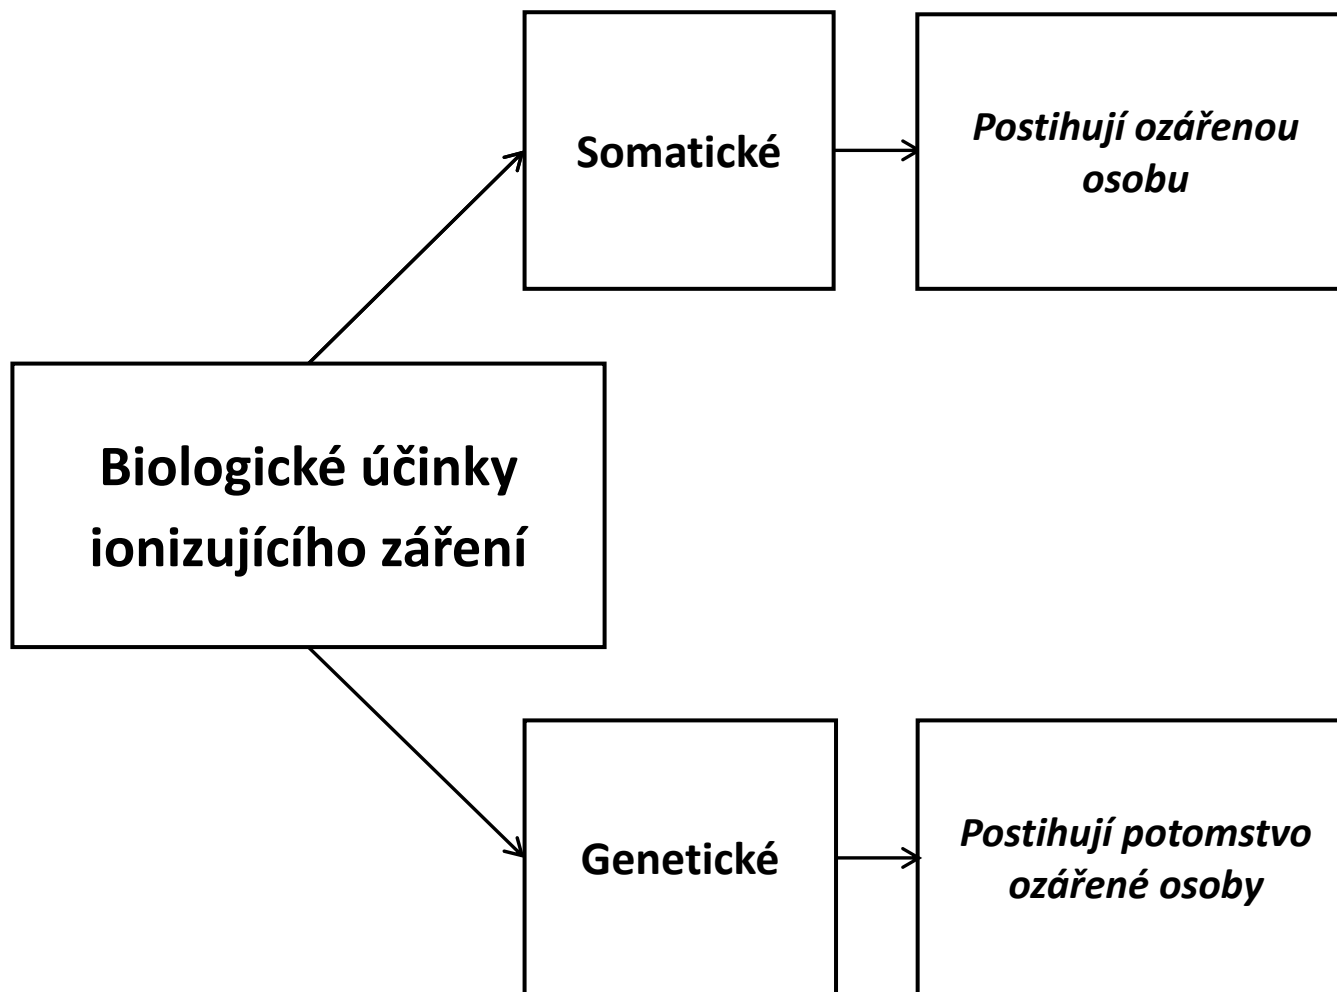 Somatické
Postihují ozářenou
osobu
Biologické účinky
ionizujícího záření
Genetické
Postihují potomstvo
ozářené osoby